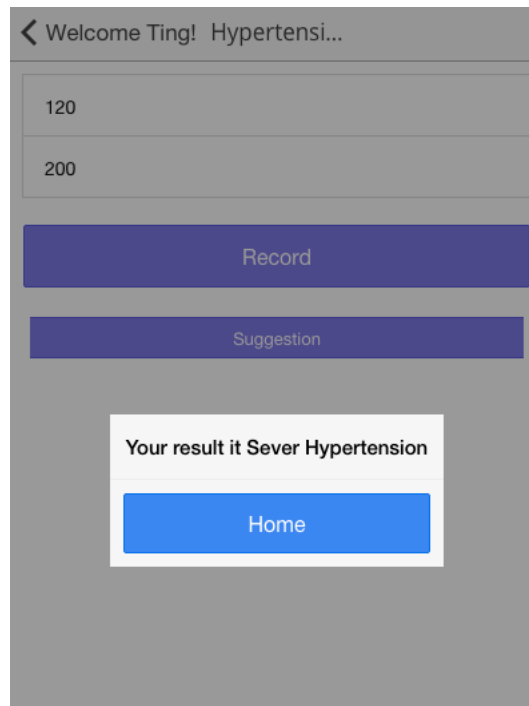 Welcome Ting! Hypertensi...
120
200
Record
Suggestion
Your result it Sever Hypertension
Home